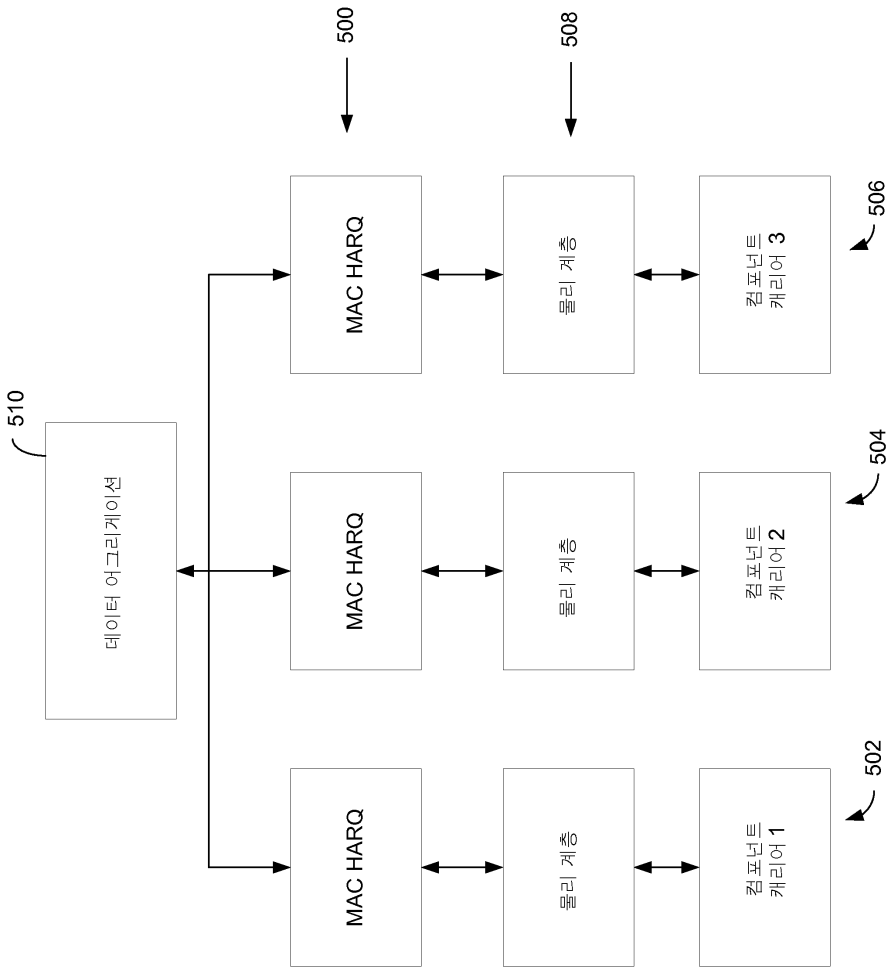 510
데이터 어그리게이션
500
MAC HARQ
MAC HARQ
MAC HARQ
508
물리 계층
물리 계층
물리 계층
컴포넌트
캐리어 1
컴포넌트
캐리어 2
컴포넌트
캐리어 3
502
504
506